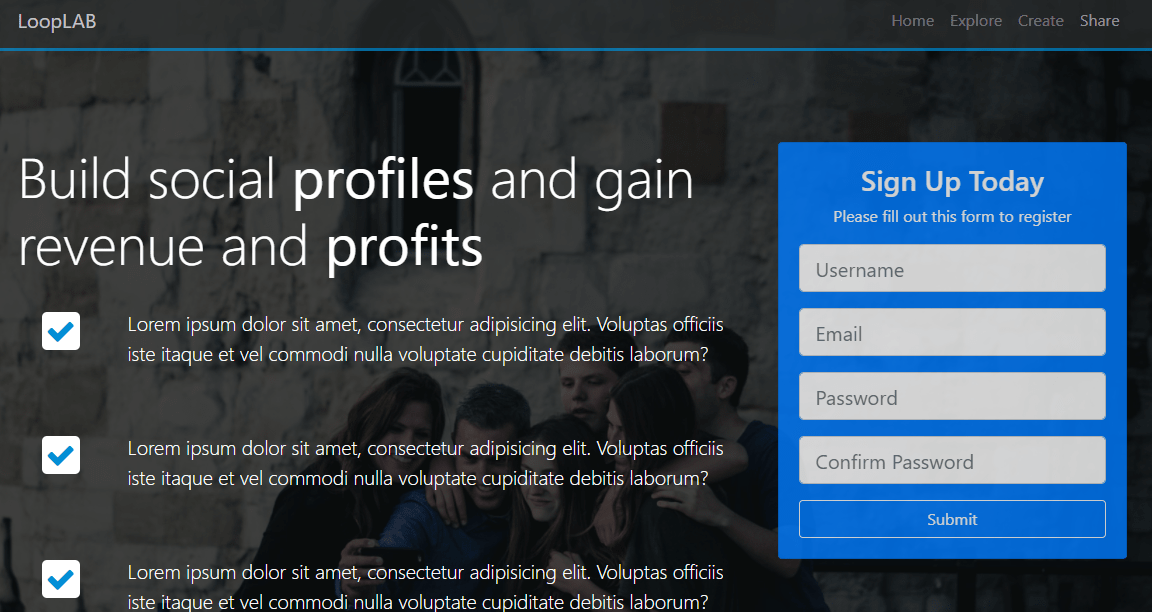 LoopLAB
Home Explore Create Share
Build social profiles and gain
revenue and profits
Lorem ipsum dolor sit amet, consectetur adipisicing elit. Voluptas officiis
iste itaque et vel commodi nulla voluptate cupiditate debitis laborum?
Lorem ipsum dolor sit amet, consectetur adipisicing elit. Voluptas officiis
iste itaque et vel commodi nulla voluptate cupiditate debitis laborum?
Lorem ipsum dolor sit amet, consectetur adipisicing elit. Voluptas officiis
iste itaque et vel commodi nulla voluptate cupiditate debitis laborum?
Sign Up Today
Please fill out this form to register
Username
Email
Password
Confirm Password
Submit